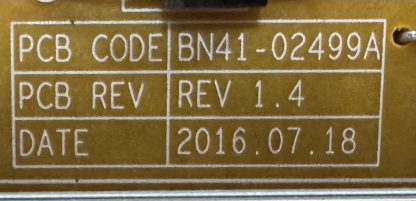 PCB CODE BN41-02499A
PCB REV REV 1.4
DATE 2016.07.18